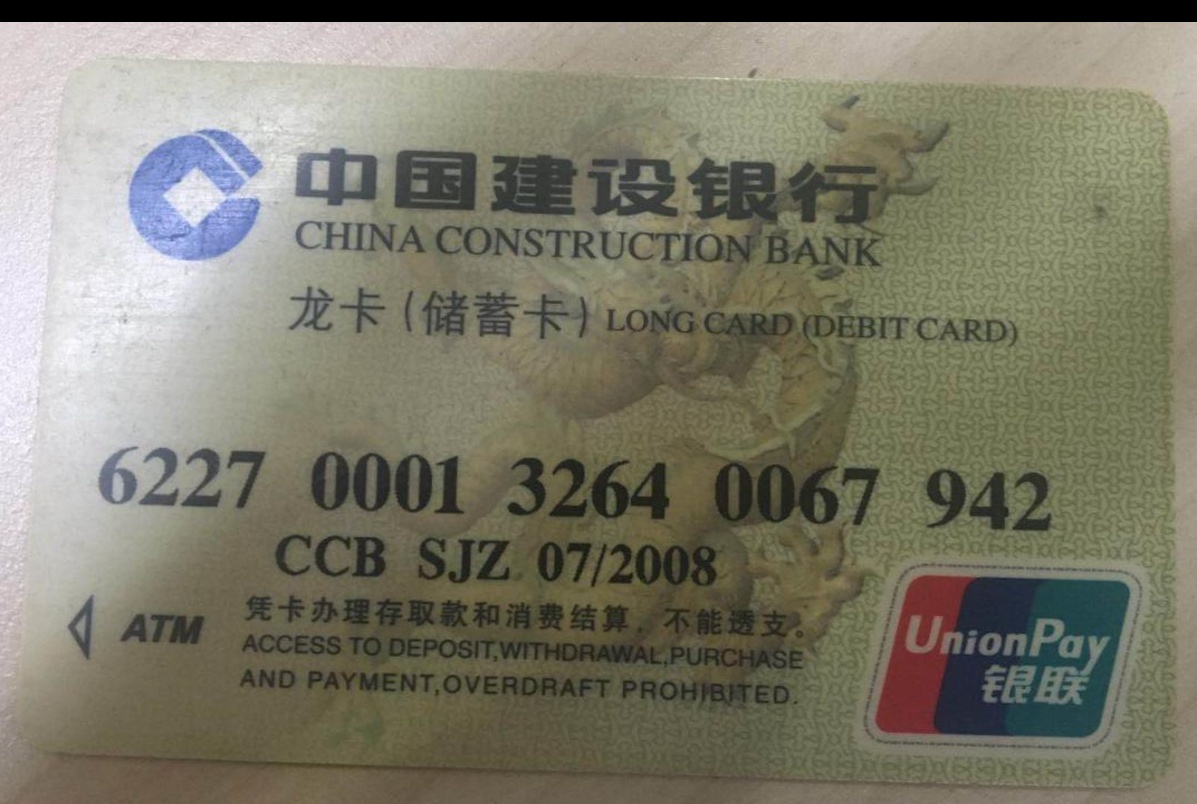 中国建设银行
CHINA CONSTRUCTION BANK
龙卡(储蓄卡) LONG CARD (DEBIT CARD)
6227 0001 3264 0067 942
CCB SJZ 07/2008
ATM
凭卡办理存取款和消费结算,不能透支。
ACCESS TO DEPOSIT,WITHDRAWAL,PURCHASE
AND PAYMENT,OVERDRAFT PROHIBITED.
UnionPay
银联